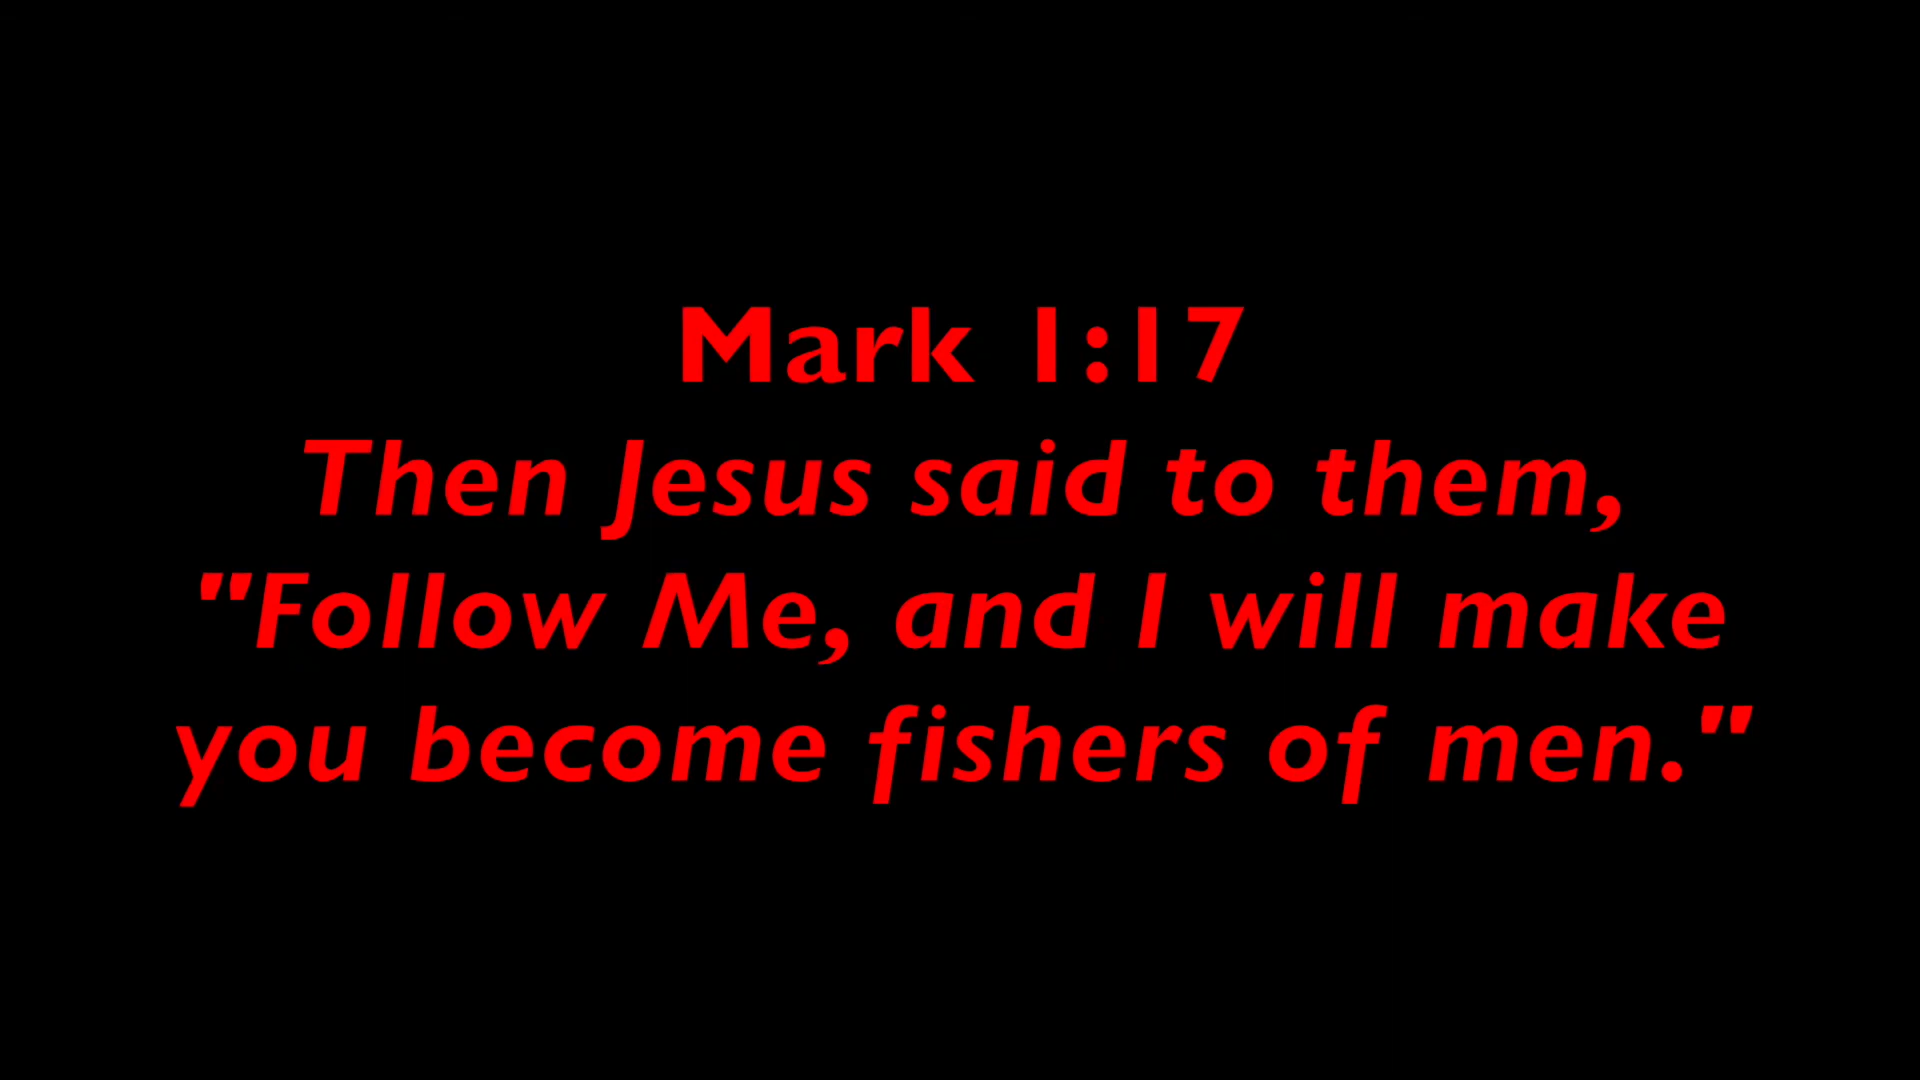 Mark 1:17
Then Jesus said to them,
"Follow Me, and I will make
you become fishers of men."